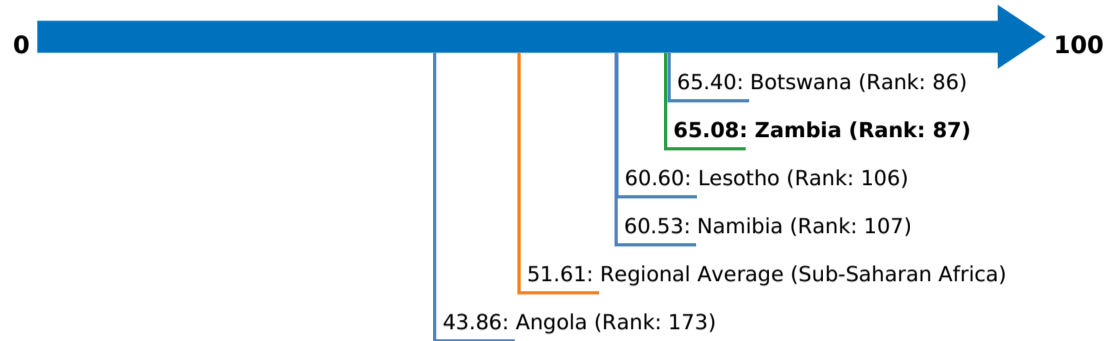 0
100
65.40: Botswana (Rank: 86)
65.08: Zambia (Rank: 87)
60.60: Lesotho (Rank: 106)
60.53: Namibia (Rank: 107)
51.61: Regional Average (Sub-Saharan Africa)
43.86: Angola (Rank: 173)